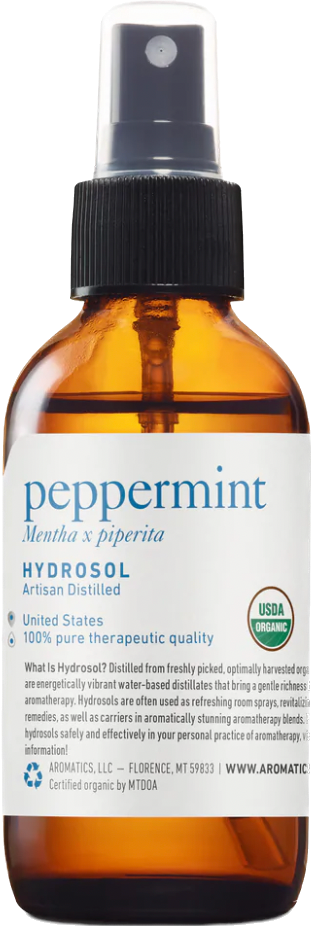 peppermint
Mentha x piperita
HYDROSOL
Artisan Distilled
United States
100% pure therapeutic quality
USDA
ORGANIC
What Is Hydrosol? Distilled from freshly picked, optimally harvested
are energetically vibrant water-based distillates that bring a gentle richness
aromatherapy. Hydrosols are often used as refreshing room sprays,
remedies, as well as carriers in aromatically stunning aromatherapy blends.
hydrosols safely and effectively in your personal practice of aromatherapy,
information!
AROMATICS, LLC — FLORENCE, MT 59833 | WWW.AROMATIC
Certified organic by MTDOA